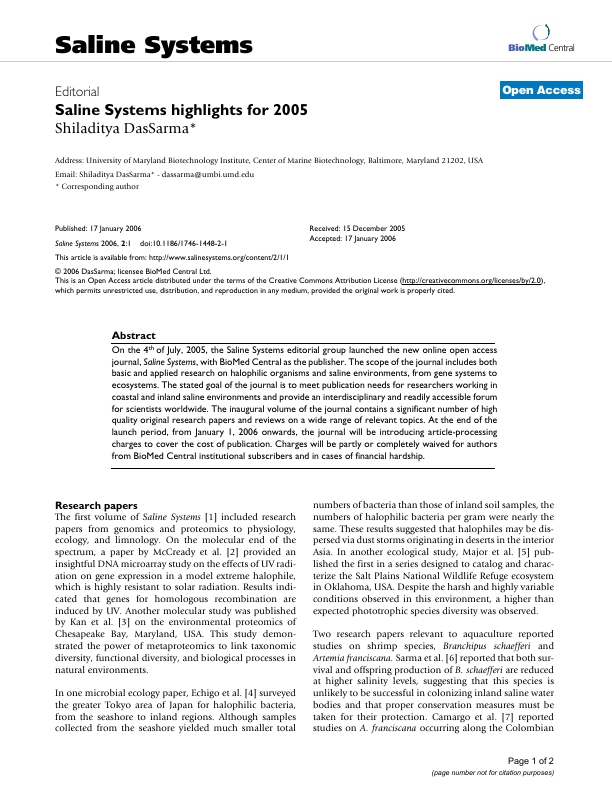 Saline Systems
BioMed Central
Editorial
Open Access
Saline Systems highlights for 2005
Shiladitya DasSarma*
Address: University of Maryland Biotechnology Institute, Center of Marine Biotechnology, Baltimore, Maryland 21202, USA
Email: Shiladitya DasSarma* - dassarma@umbi.umd.edu
* Corresponding author
Published: 17 January 2006
Saline Systems 2006, 2:1 doi:10.1186/1746-1448-2-1
Received: 15 December 2005
Accepted: 17 January 2006
This article is available from: http://www.salinesystems.org/content/2/1/1
© 2006 DasSarma; licensee BioMed Central Ltd.
This is an Open Access article distributed under the terms of the Creative Commons Attribution License (http://creativecommons.org/licenses/by/2.0),
which permits unrestricted use, distribution, and reproduction in any medium, provided the original work is properly cited.
Abstract
On the 4th of July, 2005, the Saline Systems editorial group launched the new online open access
journal, Saline Systems, with BioMed Central as the publisher. The scope of the journal includes both
basic and applied research on halophilic organisms and saline environments, from gene systems to
ecosystems. The stated goal of the journal is to meet publication needs for researchers working in
coastal and inland saline environments and provide an interdisciplinary and readily accessible forum
for scientists worldwide. The inaugural volume of the journal contains a significant number of high
quality original research papers and reviews on a wide range of relevant topics. At the end of the
launch period, from January 1, 2006 onwards, the journal will be introducing article-processing
charges to cover the cost of publication. Charges will be partly or completely waived for authors
from BioMed Central institutional subscribers and in cases of financial hardship.
Research papers
The first volume of Saline Systems [1] included research
papers from genomics and proteomics to physiology,
ecology, and limnology. On the molecular end of the
spectrum, a paper by McCready et al. [2] provided an
insightful DNA microarray study on the effects of UV radi-
ation on gene expression in a model extreme halophile,
which is highly resistant to solar radiation. Results indi-
cated that genes for homologous recombination are
induced by UV. Another molecular study was published
by Kan et al. [3] on the environmental proteomics of
Chesapeake Bay, Maryland, USA. This study demon-
strated the power of metaproteomics to link taxonomic
diversity, functional diversity, and biological processes in
natural environments.
In one microbial ecology paper, Echigo et al. [4] surveyed
the greater Tokyo area of Japan for halophilic bacteria,
from the seashore to inland regions. Although samples
collected from the seashore yielded much smaller total
numbers of bacteria than those of inland soil samples, the
numbers of halophilic bacteria per gram were nearly the
same. These results suggested that halophiles may be dis-
persed via dust storms originating in deserts in the interior
Asia. In another ecological study, Major et al. [5] pub-
lished the first in a series designed to catalog and charac-
terize the Salt Plains National Wildlife Refuge ecosystem
in Oklahoma, USA. Despite the harsh and highly variable
conditions observed in this environment, a higher than
expected phototrophic species diversity was observed.
Two research papers relevant to aquaculture reported
studies on shrimp species, Branchipus schaefferi and
Artemia franciscana. Sarma et al. [6] reported that both sur-
vival and offspring production of B. schaefferi are reduced
at higher salinity levels, suggesting that this species is
unlikely to be successful in colonizing inland saline water
bodies and that proper conservation measures must be
taken for their protection. Camargo et al. [7] reported
studies on A. franciscana occurring along the Colombian
Page 1 of 2
(page number not for citation purposes)